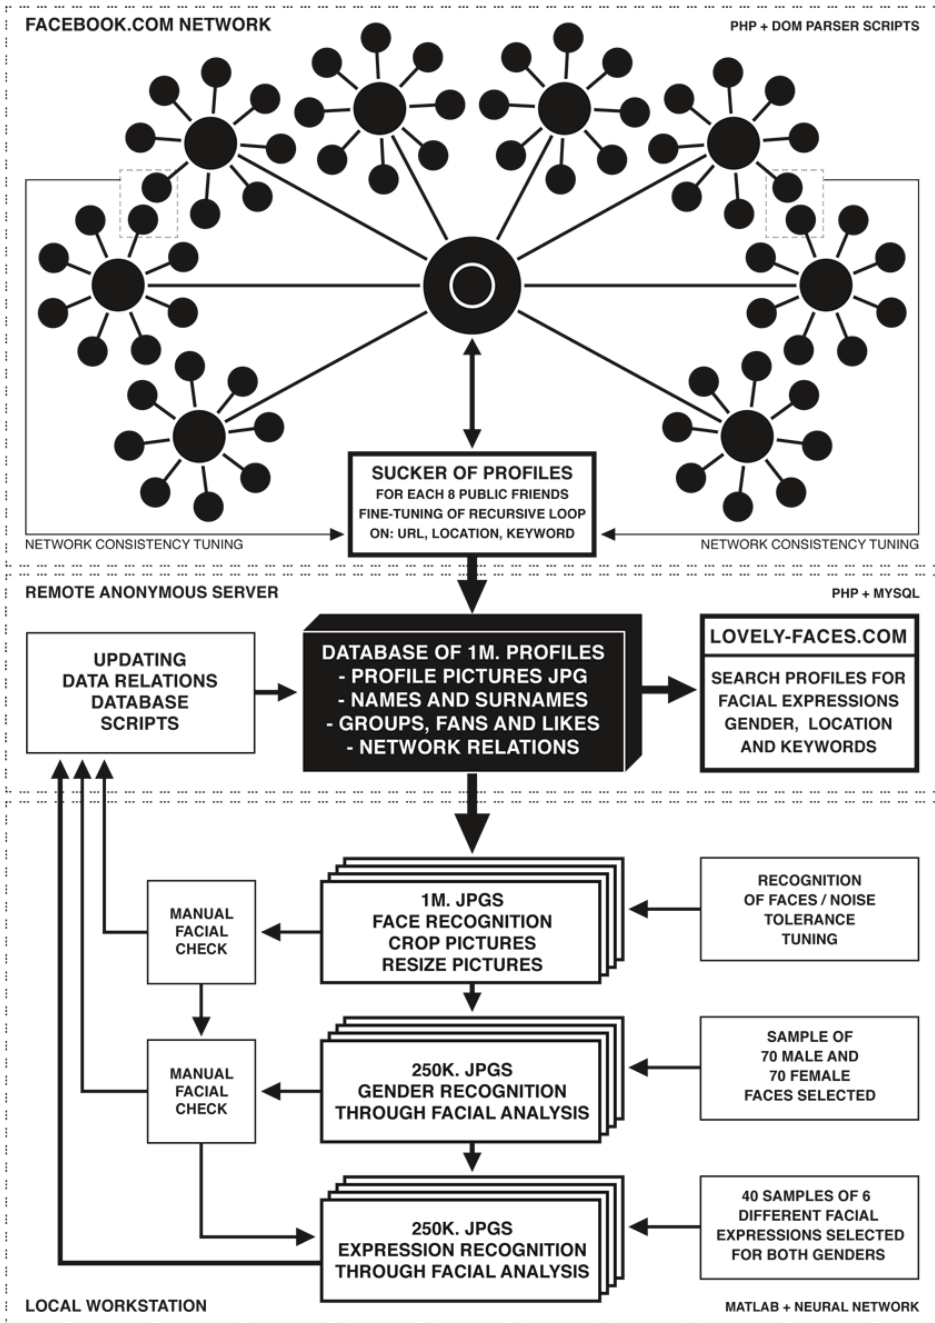 FACEBOOK.COM NETWORK
PHP + DOM PARSER SCRIPTS
SUCKER OF PROFILES
FOR EACH 8 PUBLIC FRIENDS
FINE-TUNING OF RECURSIVE LOOP
ON: URL, LOCATION, KEYWORD
NETWORK CONSISTENCY TUNING
NETWORK CONSISTENCY TUNING
REMOTE ANONYMOUS SERVER
PHP + MYSQL
UPDATING
DATA RELATIONS
DATABASE
SCRIPTS
DATABASE OF 1M. PROFILES
- PROFILE PICTURES JPG
- NAMES AND SURNAMES
- GROUPS, FANS AND LIKES
- NETWORK RELATIONS
LOVELY-FACES.COM
SEARCH PROFILES FOR
FACIAL EXPRESSIONS
GENDER, LOCATION
AND KEYWORDS
MANUAL
FACIAL
CHECK
1M. JPGS
FACE RECOGNITION
CROP PICTURES
RESIZE PICTURES
RECOGNITION
OF FACES / NOISE
TOLERANCE
TUNING
MANUAL
FACIAL
CHECK
250K. JPGS
GENDER RECOGNITION
THROUGH FACIAL ANALYSIS
SAMPLE OF
70 MALE AND
70 FEMALE
FACES SELECTED
250K. JPGS
EXPRESSION RECOGNITION
THROUGH FACIAL ANALYSIS
40 SAMPLES OF 6
DIFFERENT FACIAL
EXPRESSIONS SELECTED
FOR BOTH GENDERS
LOCAL WORKSTATION
MATLAB + NEURAL NETWORK